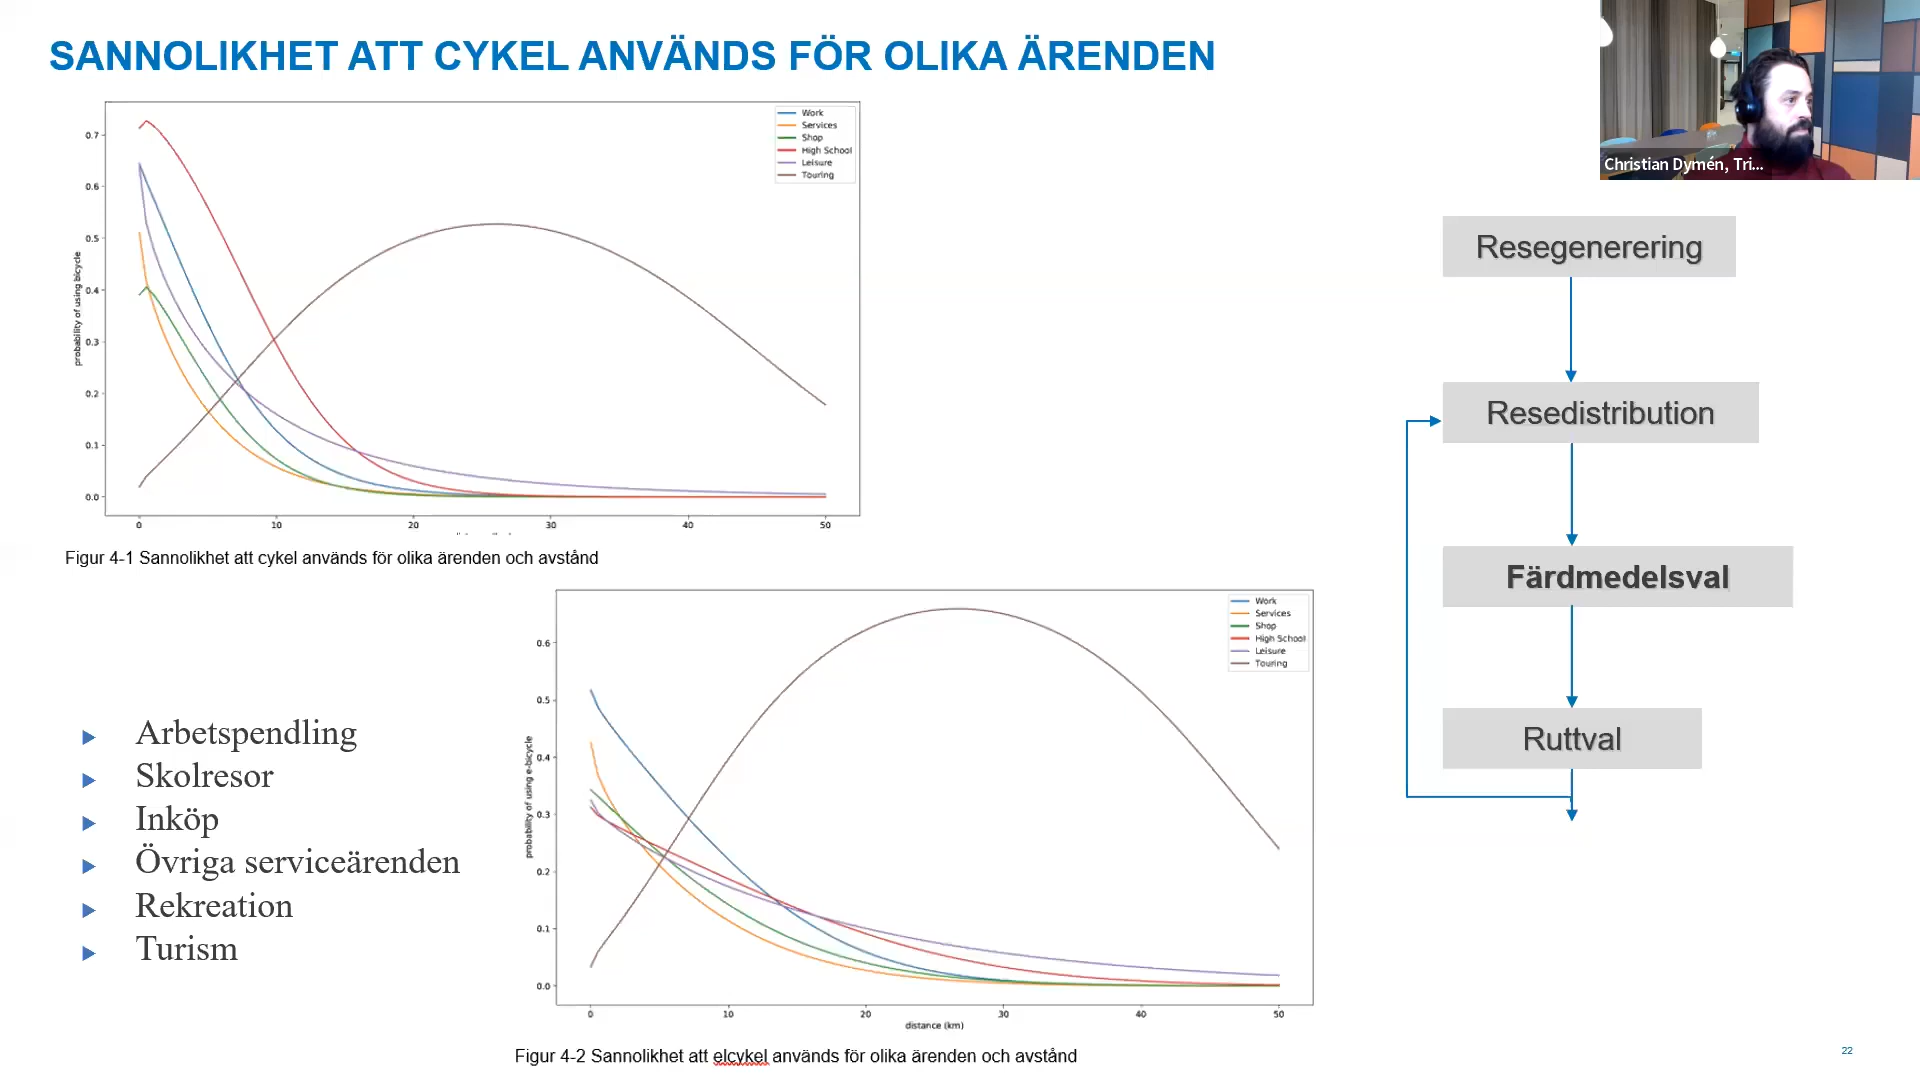 SANNOLIKHET ATT CYKEL ANVÄNDS FÖR OLIKA ÄRENDEN
Christian Dymén, Tri...
Work
Services
Shop
High School
Leisure
Touring
probability of using bicycle
0.7
0.6
0.5
0.4
0.3
0.2
0.1
0.0
0 10 20 30 40 50
Figur 4-1 Sannolikhet att cykel används för olika ärenden och avstånd
Work
Services
Shop
High School
Leisure
Touring
probability of using e-bicycle
0.6
0.5
0.4
0.3
0.2
0.1
0.0
0 10 20 30 40 50
distance (km)
Figur 4-2 Sannolikhet att elcykel används för olika ärenden och avstånd
Arbetspendling
Skolresor
Inköp
Övriga serviceärenden
Rekreation
Turism
Resegenerering
Resedistribution
Färdmedelsval
Ruttval
22